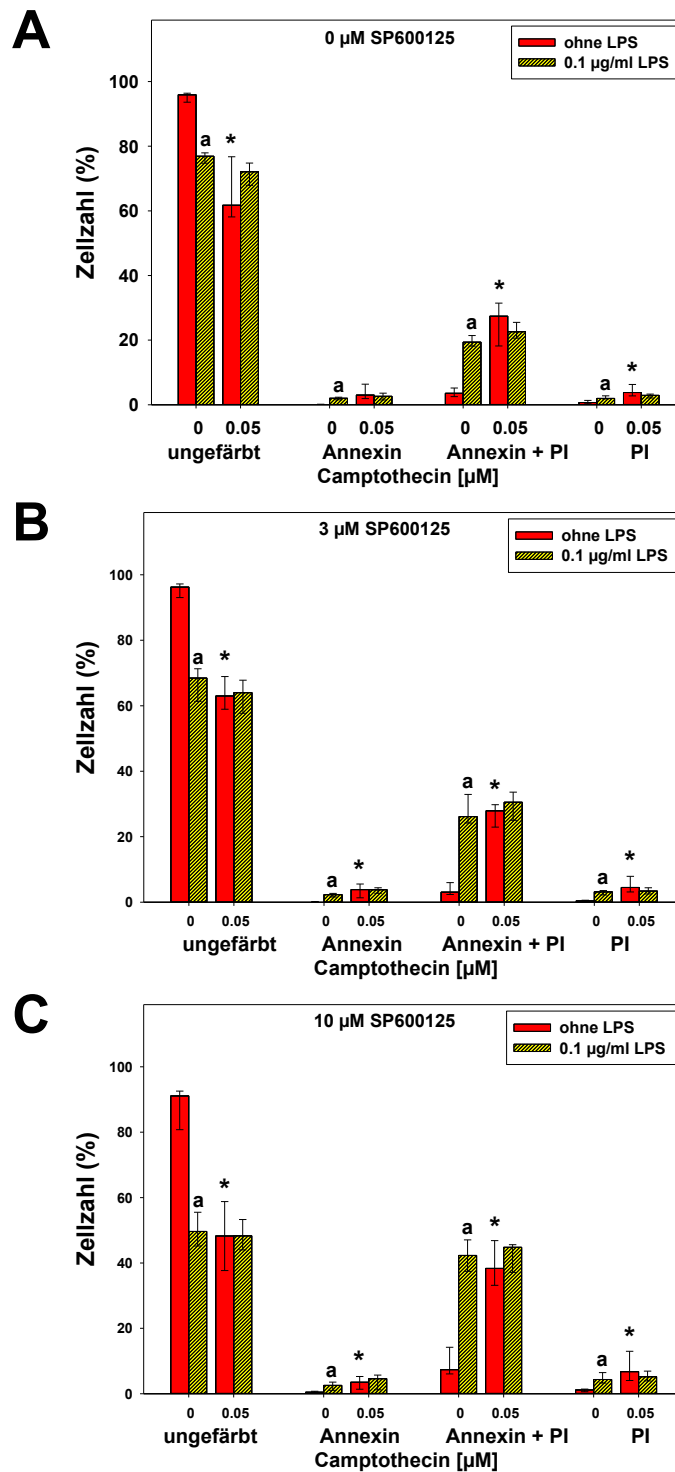 A
0 µM SP600125
ohne LPS
0.1 µg/ml LPS
Zellzahl (%)
100
80
60
40
20
0
a
*
a
a
*
a
*
0 0.05 0 0.05 0 0.05 0 0.05
ungefärbt Annexin Annexin + PI PI
Camptothecin [µM]
B
3 µM SP600125
ohne LPS
0.1 µg/ml LPS
Zellzahl (%)
100
80
60
40
20
0
a
*
a
*
a
*
a
*
0 0.05 0 0.05 0 0.05 0 0.05
ungefärbt Annexin Annexin + PI PI
Camptothecin [µM]
C
10 µM SP600125
ohne LPS
0.1 µg/ml LPS
Zellzahl (%)
100
80
60
40
20
0
a
*
a
*
a
*
a
*
0 0.05 0 0.05 0 0.05 0 0.05
ungefärbt Annexin Annexin + PI PI
Camptothecin [µM]